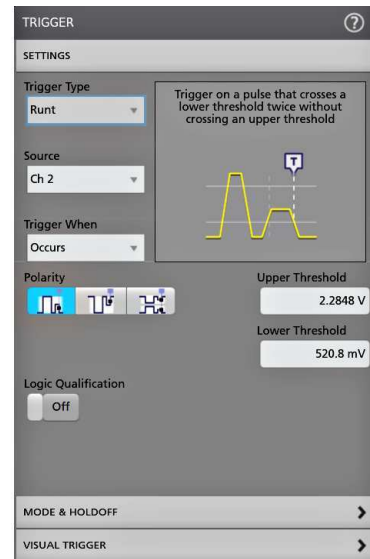 TRIGGER
?
SETTINGS
Trigger Type
Runt
Trigger on a pulse that crosses a
lower threshold twice without
crossing an upper threshold
T
Source
Ch 2
Trigger When
Occurs
Polarity
Upper Threshold
2.2848 V
Lower Threshold
520.8 mV
Logic Qualification
Off
MODE & HOLDOFF
VISUAL TRIGGER